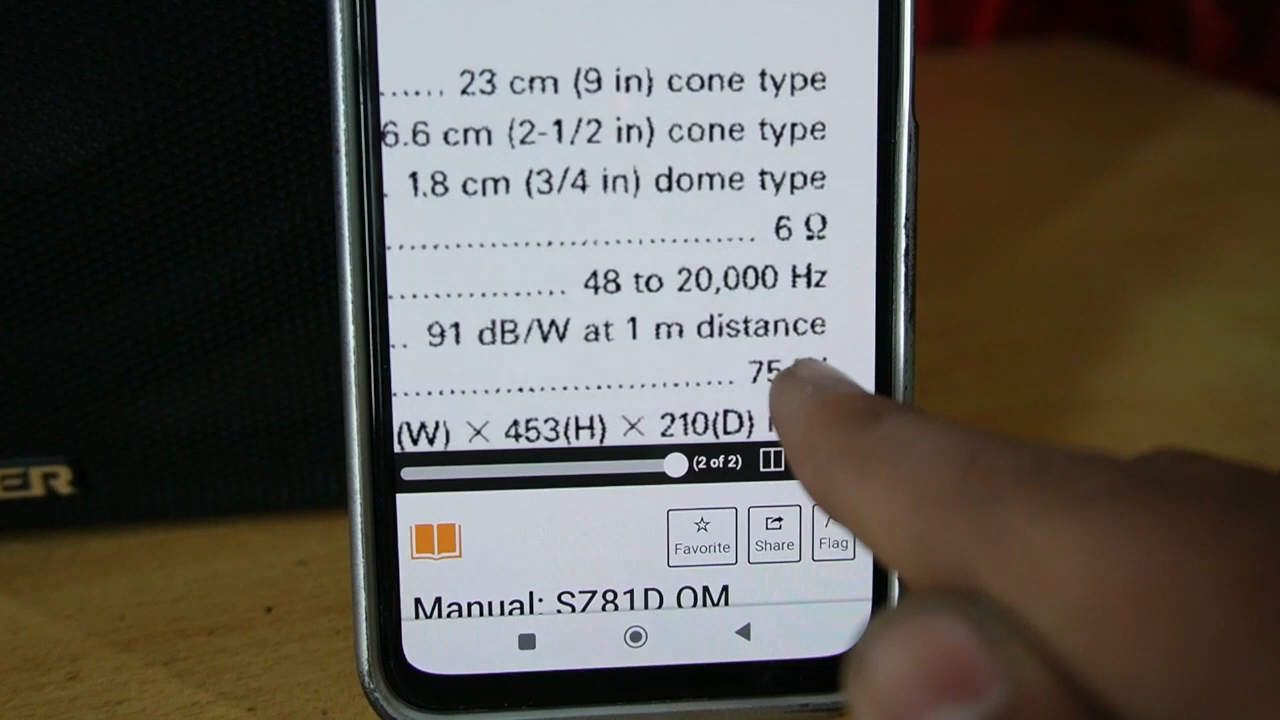 ...... 23 cm (9 in) cone type
6.6 cm (2-1/2 in) cone type
. 1.8 cm (3/4 in) dome type
.................................... 6 Ω
................ 48 to 20,000 Hz
.. 91 dB/W at 1 m distance
.................................. 75
(W) × 453(H) × 210(D)
(2 of 2)
Favorite
Share
Flag
Manual: SZ81D OM
ER